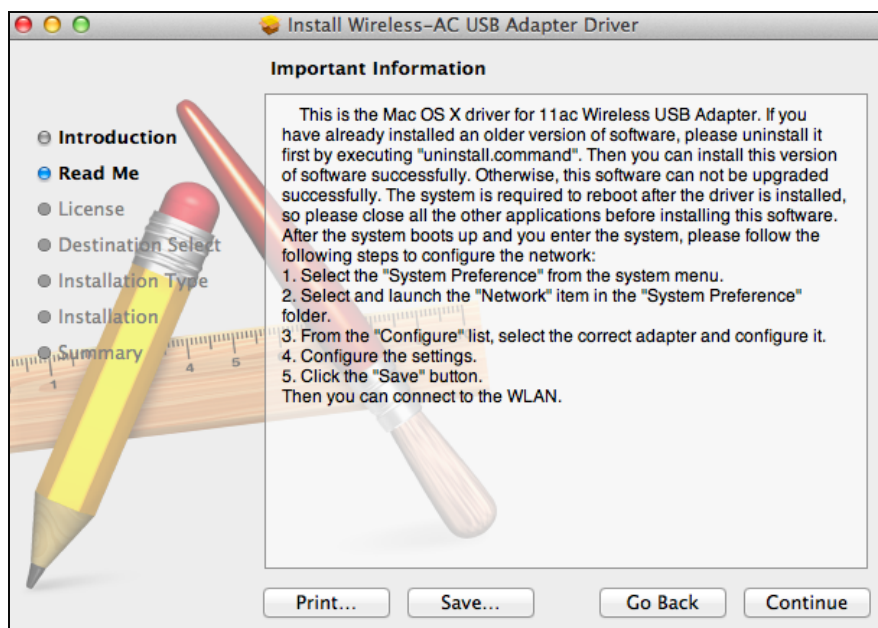 Install Wireless-AC USB Adapter Driver
Important Information
Introduction
Read Me
License
Destination Select
Installation Type
Installation
Summary
This is the Mac OS X driver for 11ac Wireless USB Adapter. If you
have already installed an older version of software, please uninstall it
first by executing "uninstall.command". Then you can install this version
of software successfully. Otherwise, this software can not be upgraded
successfully. The system is required to reboot after the driver is installed,
so please close all the other applications before installing this software.
After the system boots up and you enter the system, please follow the
following steps to configure the network:
1. Select the "System Preference" from the system menu.
2. Select and launch the "Network" item in the "System Preference"
folder.
3. From the "Configure" list, select the correct adapter and configure it.
4. Configure the settings.
5. Click the "Save" button.
Then you can connect to the WLAN.
1
4 5 6
Print... Save... Go Back Continue